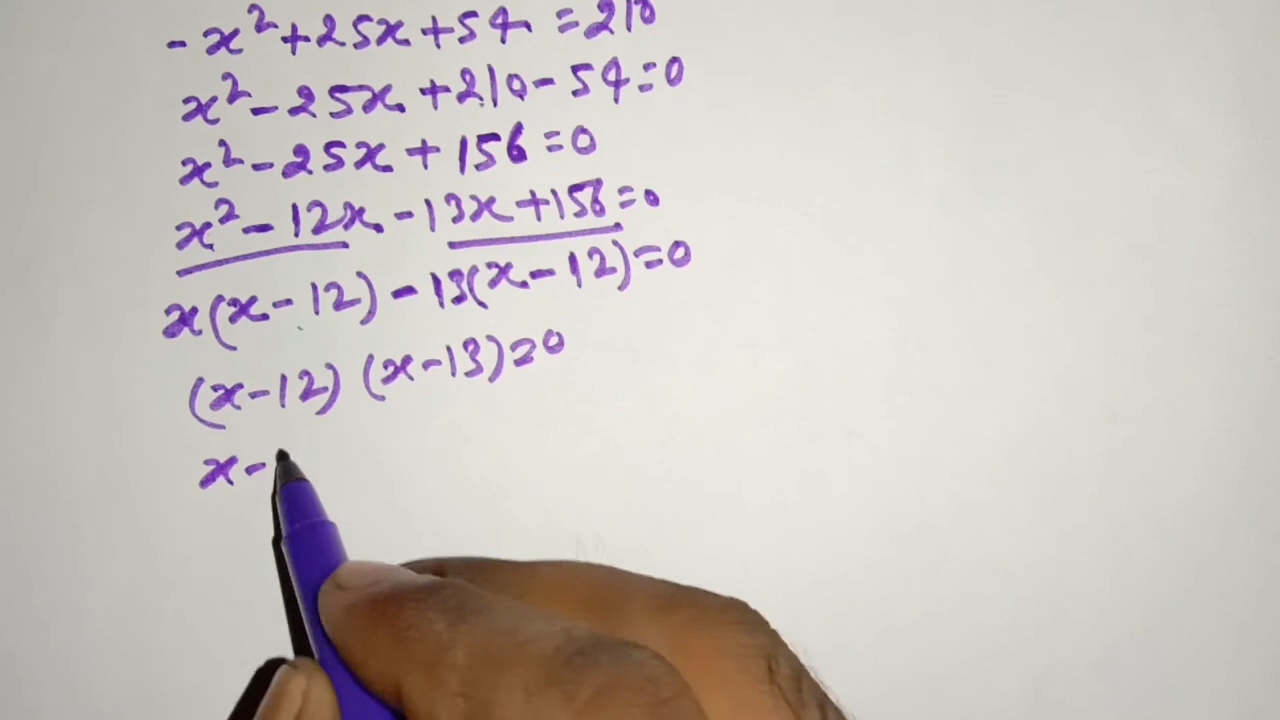 -x²+25x+54=210
x²-25x+210-54=0
x²-25x+156=0
x²-12x-13x+156=0
x(x-12)-13(x-12)=0
(x-12)(x-13)=0
x-